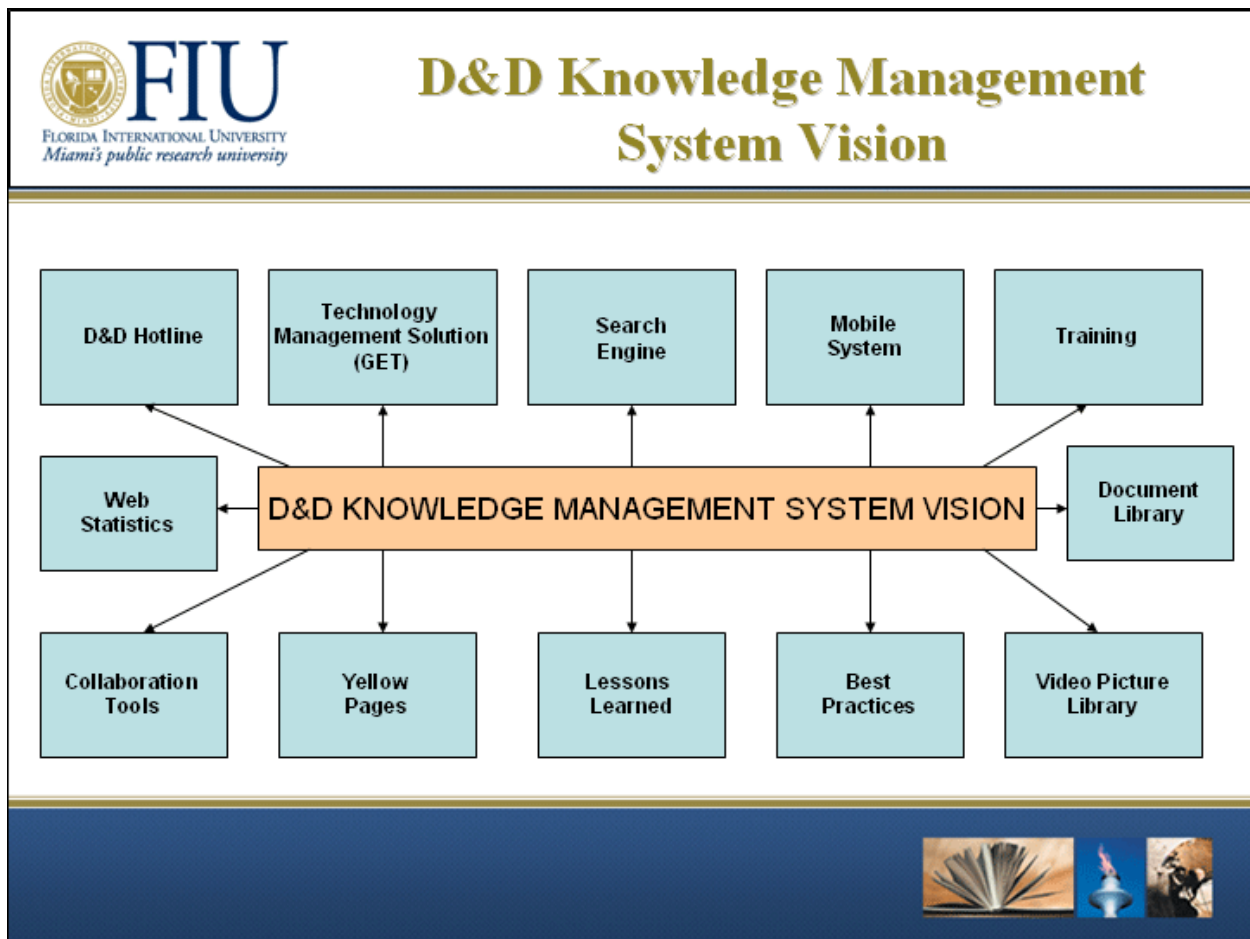 FIU
FLORIDA INTERNATIONAL UNIVERSITY
Miami's public research university
D&D Knowledge Management
System Vision
D&D Hotline
Technology
Management Solution
(GET)
Search
Engine
Mobile
System
Training
Web
Statistics
D&D KNOWLEDGE MANAGEMENT SYSTEM VISION
Document
Library
Collaboration
Tools
Yellow
Pages
Lessons
Learned
Best
Practices
Video Picture
Library